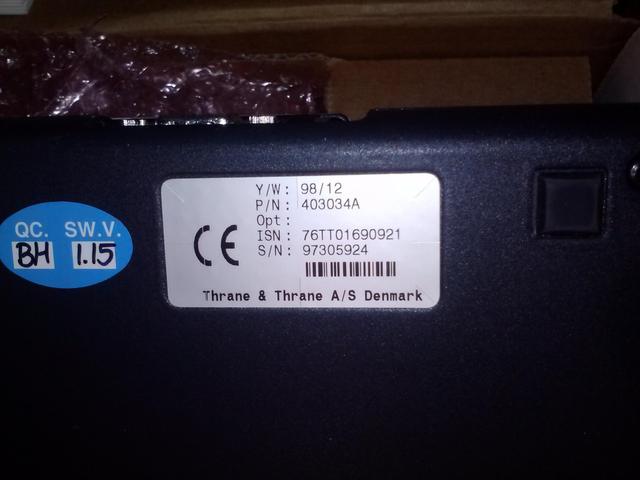 Y/W: 98/12
P/N: 403034A
Opt:
ISN: 76TT01690921
S/N: 97305924
CE
Thrane & Thrane A/S Denmark
QC. SW.V.
BH 1.15